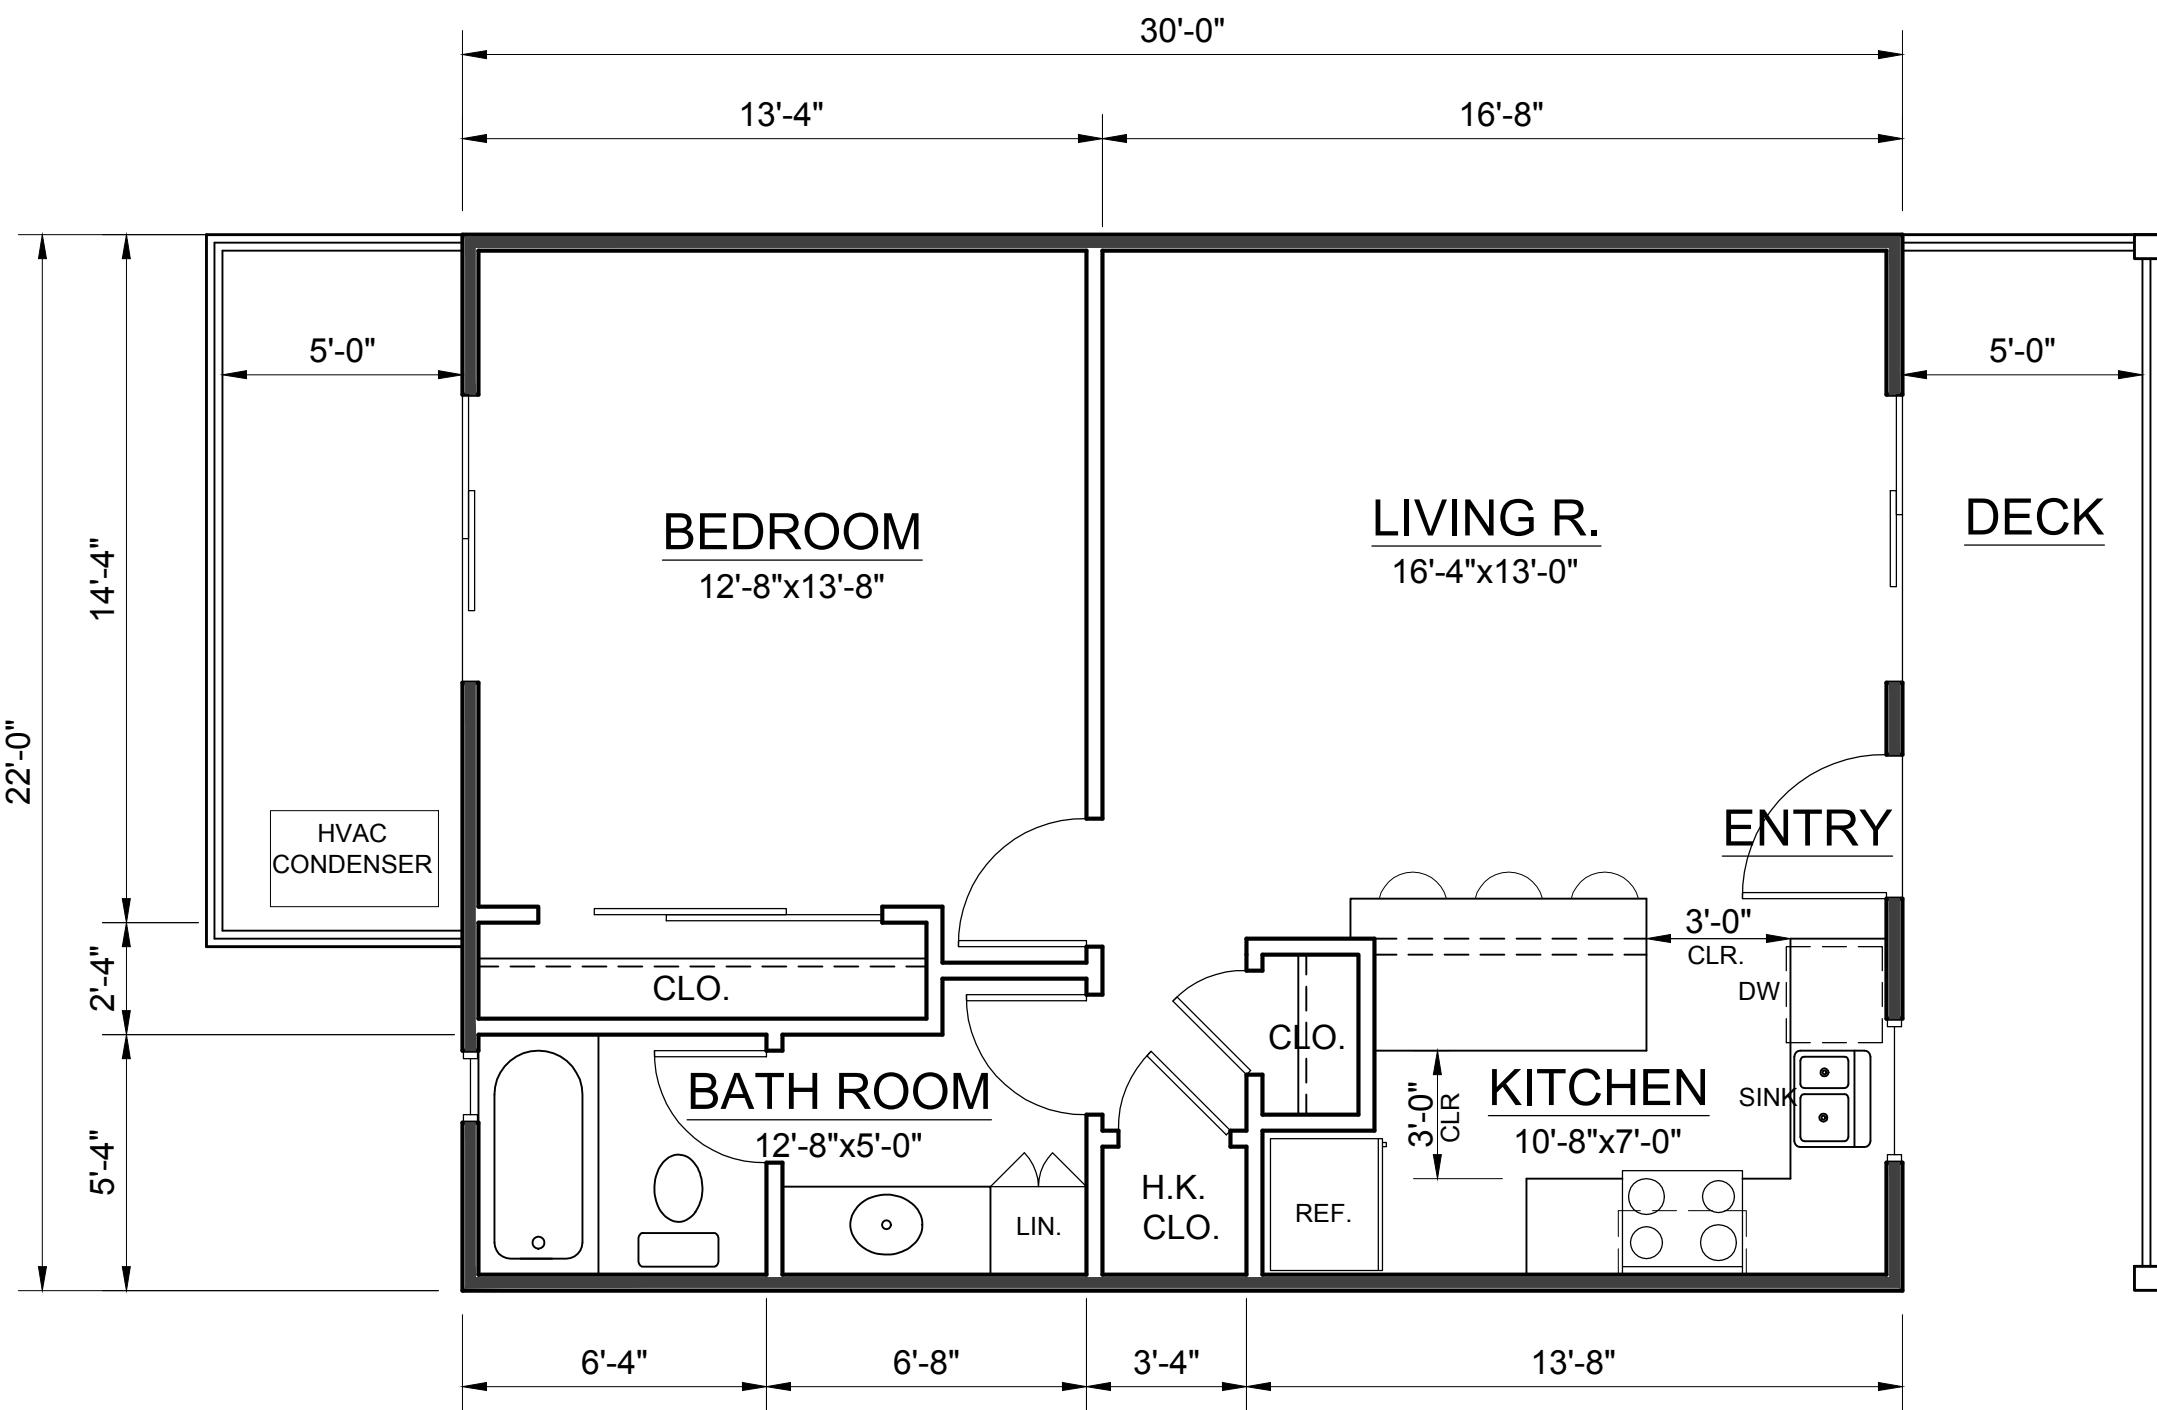 30'-0"
13'-4"
16'-8"
5'-0"
5'-0"
BEDROOM
12'-8"x13'-8"
LIVING R.
16'-4"x13'-0"
DECK
14'-4"
22'-0"
HVAC
CONDENSER
ENTRY
3'-0"
CLR.
2'-4"
CLO.
DW
CLO.
BATH ROOM
12'-8"x5'-0"
3'-0"
CLR
KITCHEN
10'-8"x7'-0"
SINK
5'-4"
H.K.
CLO.
LIN.
REF.
6'-4"
6'-8"
3'-4"
13'-8"